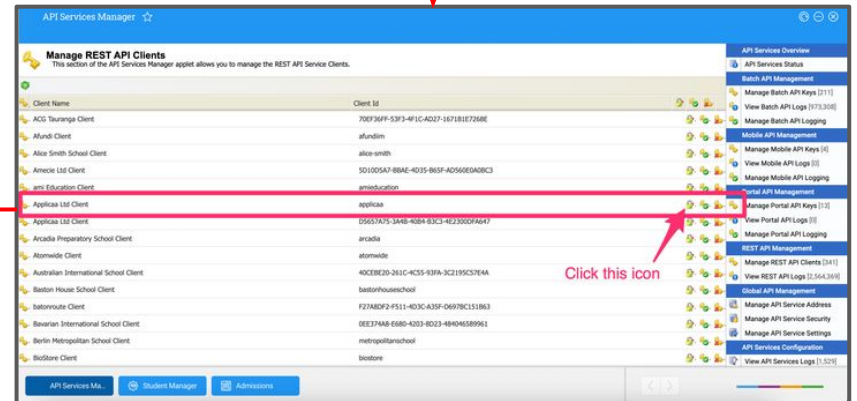 API Services Manager
Manage REST API Clients
This section of the API Services Manager applet allows you to manage the REST API Service Clients.
Client Name Client Id
ACG Tauranga Client 70EF36FF-53F3-4F1C-AD27-1671B1E7268E
Afundi Client afundiim
Alice Smith School Client alice-smith
Amecie Ltd Client 5D10D5A7-BBAE-4D35-B65F-AD560E0A0BC3
ami Education Client amieducation
Applicaa Ltd Client applicaa
Applicaa Ltd Client D5657A75-3A4B-40B4-B3C3-4E2300DFA647
Arcadia Preparatory School Client arcadia
Atomwide Client atomwide
Australian International School Client 40CEBE20-261C-4C55-93FA-3C2195C57E4A
Baston House School Client bastonhouseschool
batonroute Client F27A8DF2-F511-4D3C-A35F-D697BC151B63
Bavarian International School Client 0EE374A8-E680-4203-8D23-484046589961
Berlin Metropolitan School Client metropolitanschool
BioStore Client biostore
Click this icon
API Services Overview
API Services Status
Batch API Management
Manage Batch API Keys [211]
View Batch API Logs [973,308]
Manage Batch API Logging
Mobile API Management
Manage Mobile API Keys [4]
View Mobile API Logs [0]
Manage Mobile API Logging
Portal API Management
Manage Portal API Keys [13]
View Portal API Logs [0]
Manage Portal API Logging
REST API Management
Manage REST API Clients [341]
View REST API Logs [2,564,369]
Global API Management
Manage API Service Address
Manage API Service Security
Manage API Service Settings
API Services Configuration
View API Services Logs [1,529]
API Services Ma... Student Manager Admissions